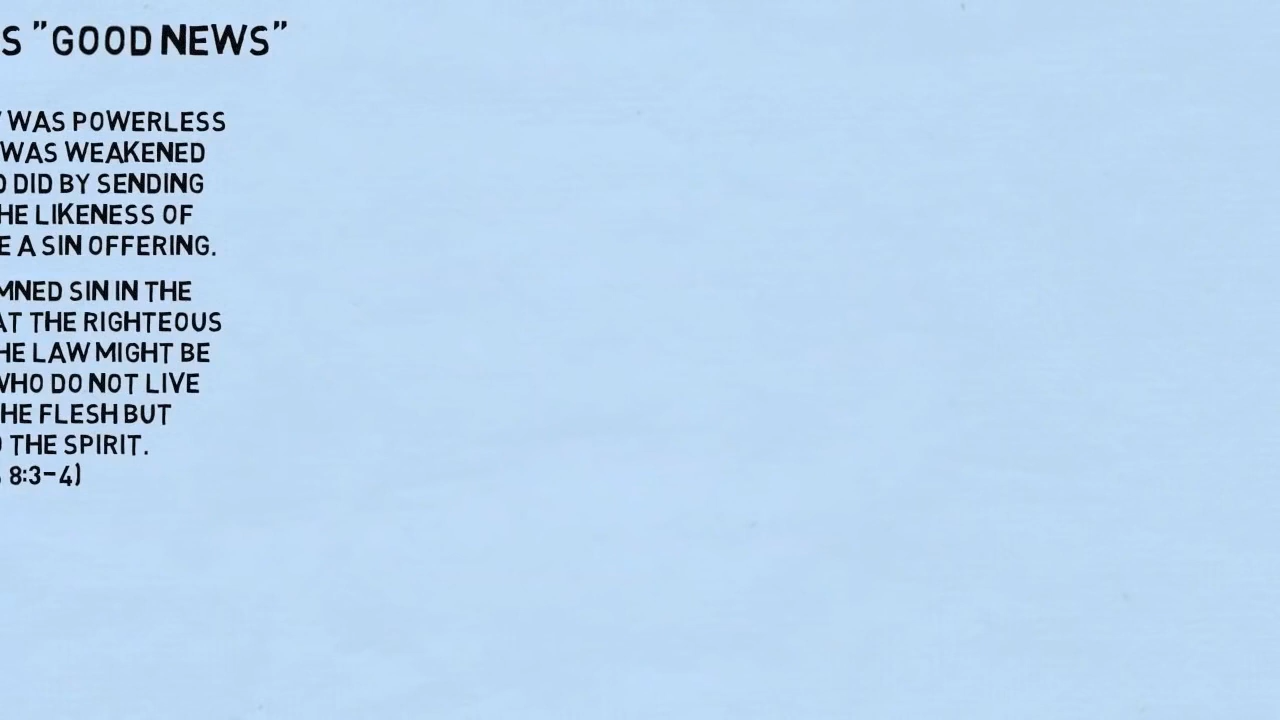 S "GOOD NEWS"
WAS POWERLESS
WAS WEAKENED
DID BY SENDING
HE LIKENESS OF
E A SIN OFFERING.
MNED SIN IN THE
AT THE RIGHTEOUS
HE LAW MIGHT BE
WHO DO NOT LIVE
HE FLESH BUT
THE SPIRIT.
8:3-4)